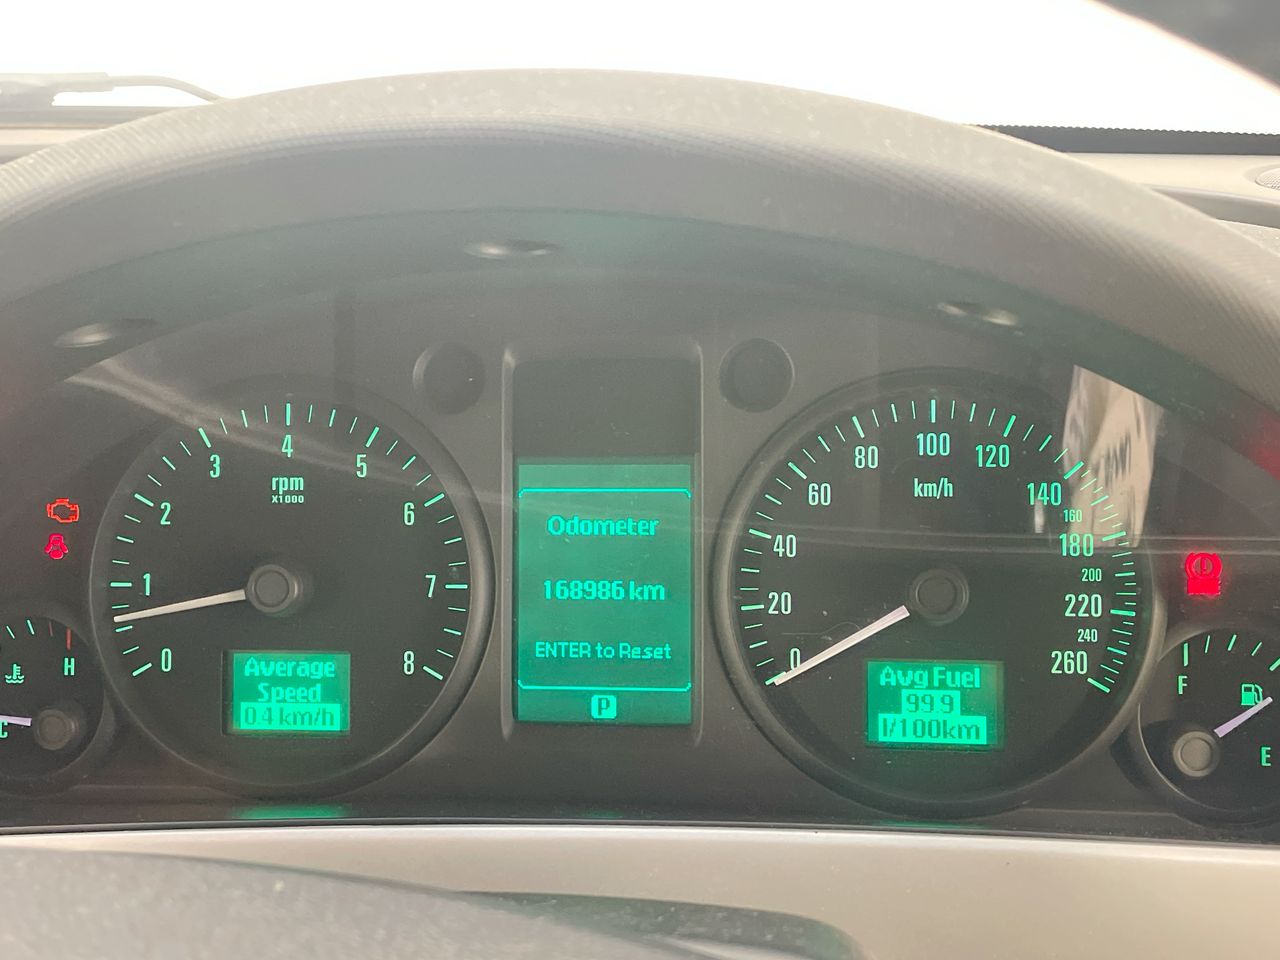 4
3
5
2
6
rpm
x1000
1
7
0
8
Average
Speed
0.4 km/h
H
C
Odometer
168986 km
ENTER to Reset
P
100
80
120
60
140
km/h
160
40
180
200
20
220
240
0
260
Avg Fuel
99.9
l/100km
F
E